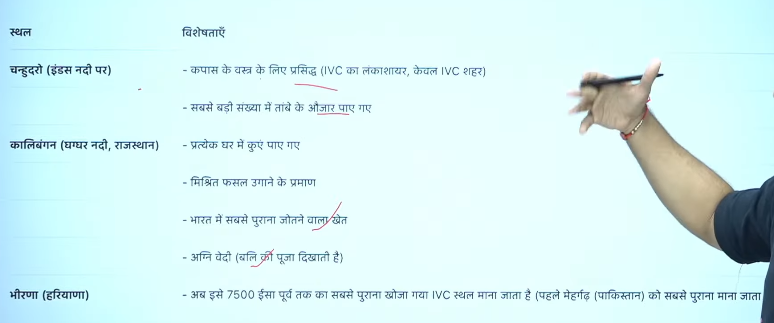 स्थल विशेषताएँ
चन्हुदरो (इंडस नदी पर) - कपास के वस्त्र के लिए प्रसिद्ध (IVC का लंकाशायर, केवल IVC शहर)
- सबसे बड़ी संख्या में तांबे के औजार पाए गए
कालिबंगन (घग्घर नदी, राजस्थान) - प्रत्येक घर में कुएं पाए गए
- मिश्रित फसल उगाने के प्रमाण
- भारत में सबसे पुराना जोतने वाला खेत
- अग्नि वेदी (बलि की पूजा दिखाती है)
भीरणा (हरियाणा) - अब इसे 7500 ईसा पूर्व तक का सबसे पुराना खोजा गया IVC स्थल माना जाता है (पहले मेहर्गढ़ (पाकिस्तान) को सबसे पुराना माना जाता